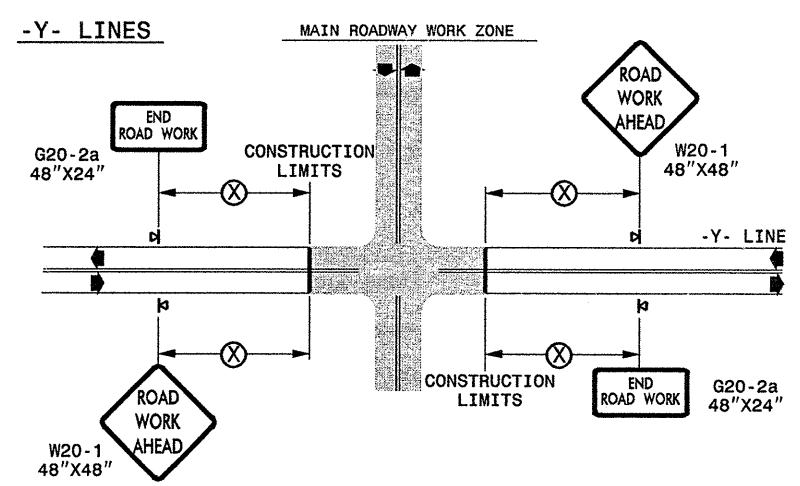 -Y- LINES
MAIN ROADWAY WORK ZONE
END
ROAD WORK
G20-2a
48"X24"
CONSTRUCTION
LIMITS
X
ROAD
WORK
AHEAD
W20-1
48"X48"
X
-Y- LINE
X
ROAD
WORK
AHEAD
W20-1
48"X48"
X
CONSTRUCTION
LIMITS
END
ROAD WORK
G20-2a
48"X24"